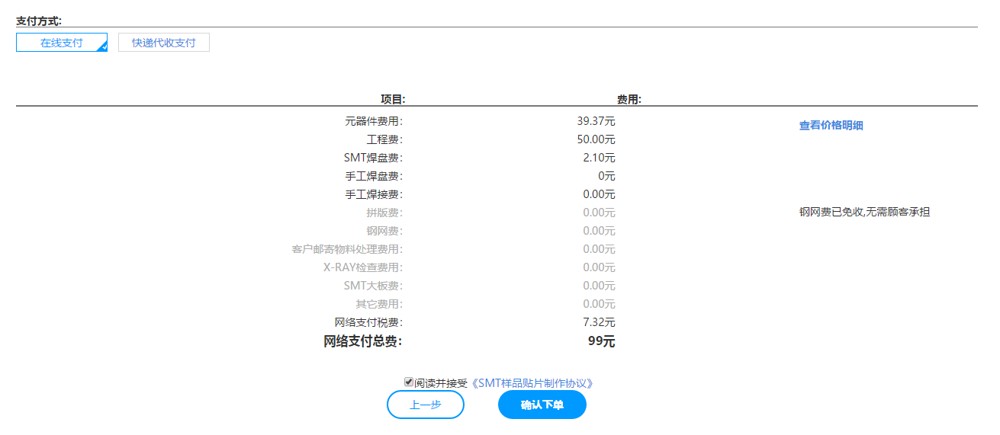 支付方式:
在线支付 快递代收支付
项目: 费用:
元器件费用: 39.37元 查看价格明细
工程费: 50.00元
SMT焊盘费: 2.10元
手工焊盘费: 0元
手工焊接费: 0.00元
拼版费: 0.00元 钢网费已免收,无需顾客承担
钢网费: 0.00元
客户邮寄物料处理费用: 0.00元
X-RAY检查费用: 0.00元
SMT大板费: 0.00元
其它费用: 0.00元
网络支付税费: 7.32元
网络支付总费: 99元
阅读并接受《SMT样品贴片制作协议》
上一步 确认下单